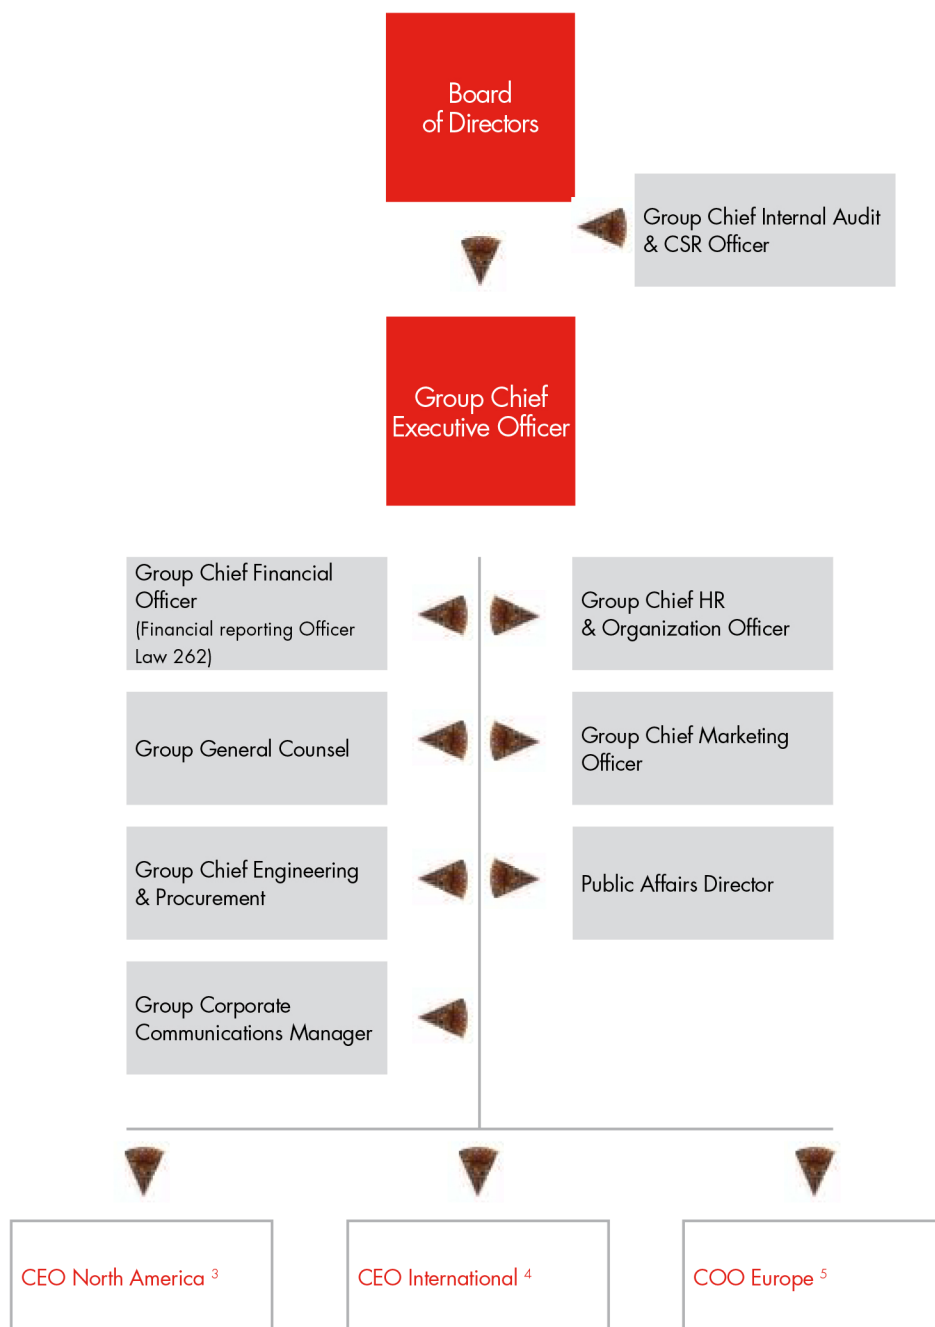 Board
of Directors
Group Chief Internal Audit
& CSR Officer
Group Chief
Executive Officer
Group Chief Financial
Officer
(Financial reporting Officer
Law 262)
Group Chief HR
& Organization Officer
Group General Counsel
Group Chief Marketing
Officer
Group Chief Engineering
& Procurement
Public Affairs Director
Group Corporate
Communications Manager
CEO North America 3
CEO International 4
COO Europe 5